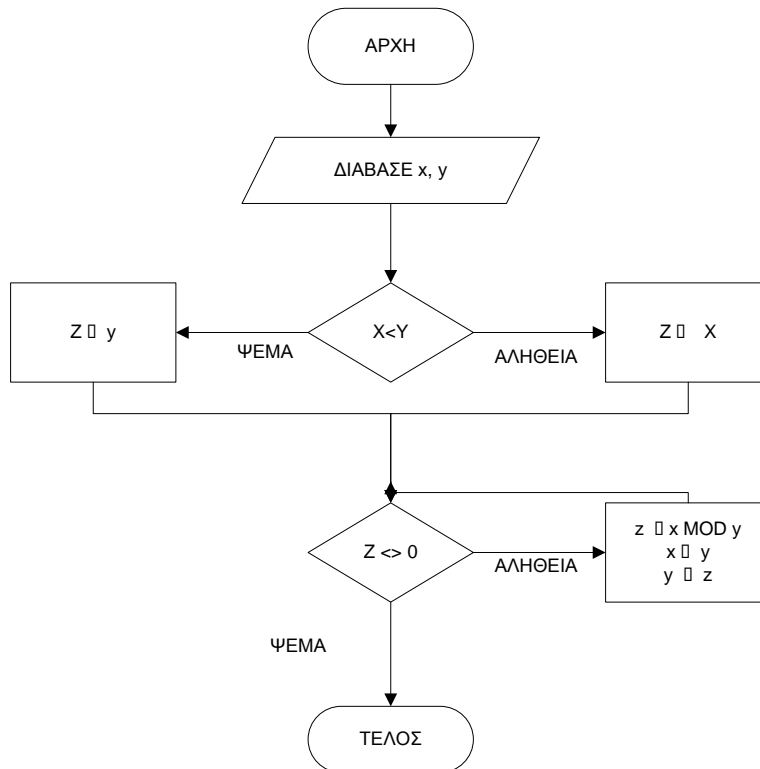 ΑΡΧΗ
ΔΙΑΒΑΣΕ x, y
X<Y
Z  y
ΨΕΜΑ
ΑΛΗΘΕΙΑ
Z  X
Z <> 0
ΑΛΗΘΕΙΑ
z  x MOD y
x  y
y  z
ΨΕΜΑ
ΤΕΛΟΣ